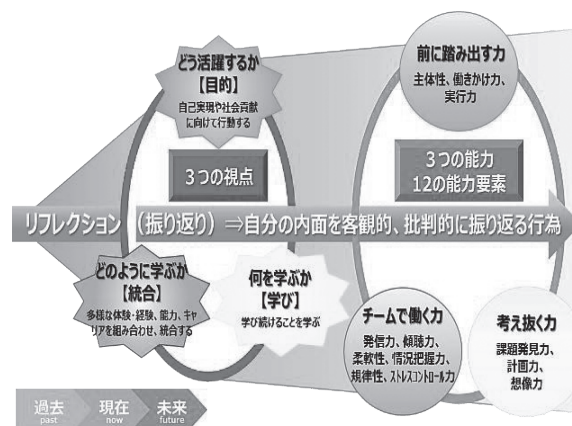 どう活躍するか
【目的】
自己実現や社会貢献
に向けて行動する
3つの視点
前に踏み出す力
主体性、働きかけ力、
実行力
3つの能力
12の能力要素
リフレクション（振り返り）⇒自分の内面を客観的、批判的に振り返る行為
どのように学ぶか
【統合】
多様な体験・経験、能力、キャ
リアを組み合わせ、統合する
何を学ぶか
【学び】
学び続けることを学ぶ
チームで働く力
発信力、傾聴力、
柔軟性、情況把握力、
規律性、ストレスコントロール力
考え抜く力
課題発見力、
計画力、
想像力
過去 現在 未来
past now future